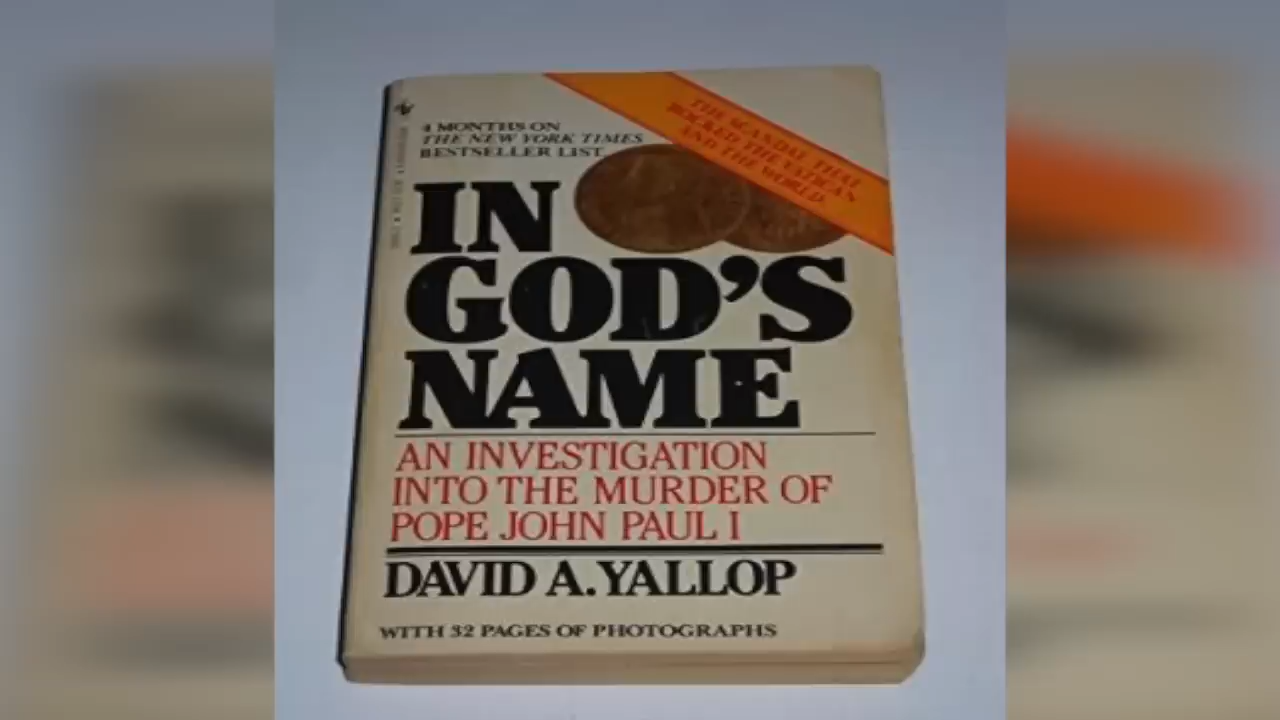 4 MONTHS ON
THE NEW YORK TIMES
BESTSELLER LIST
THE SCANDAL THAT
ROCKED THE VATICAN
AND THE WORLD.
IN
GOD'S
NAME
AN INVESTIGATION
INTO THE MURDER OF
POPE JOHN PAUL I
DAVID A. YALLOP
WITH 32 PAGES OF PHOTOGRAPHS